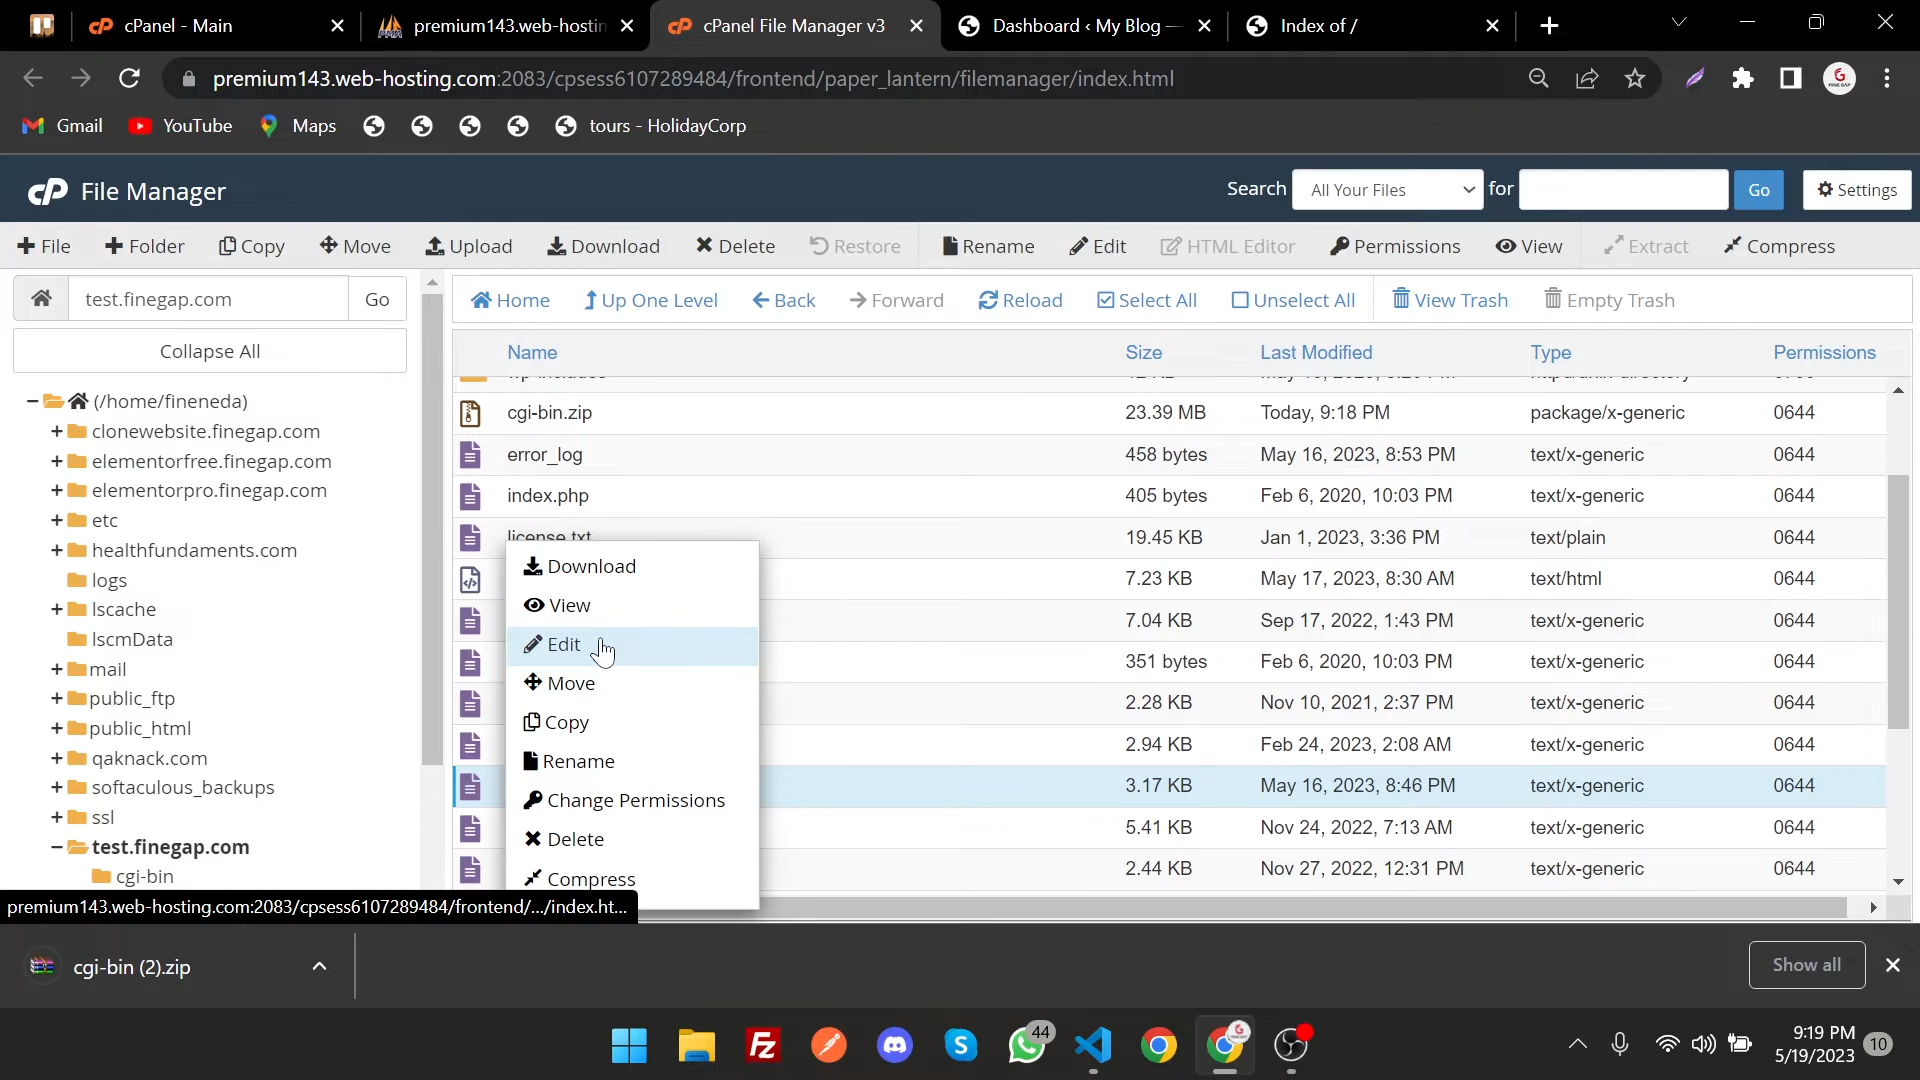 cPanel - Main
premium143.web-hostin
cPanel File Manager v3
Dashboard ‹ My Blog —
Index of /
premium143.web-hosting.com:2083/cpsess6107289484/frontend/paper_lantern/filemanager/index.html
Gmail
YouTube
Maps
tours - HolidayCorp
cP File Manager
Search
All Your Files
for
Go
Settings
File
Folder
Copy
Move
Upload
Download
Delete
Restore
Rename
Edit
HTML Editor
Permissions
View
Extract
Compress
test.finegap.com
Go
Home
Up One Level
Back
Forward
Reload
Select All
Unselect All
View Trash
Empty Trash
Collapse All
Name Size Last Modified Type Permissions
(/home/fineneda)
clonewebsite.finegap.com
elementorfree.finegap.com
elementorpro.finegap.com
etc
healthfundaments.com
logs
lscache
lscmData
mail
public_ftp
public_html
qaknack.com
softaculous_backups
ssl
test.finegap.com
cgi-bin
cgi-bin.zip 23.39 MB Today, 9:18 PM package/x-generic 0644
error_log 458 bytes May 16, 2023, 8:53 PM text/x-generic 0644
index.php 405 bytes Feb 6, 2020, 10:03 PM text/x-generic 0644
license.txt 19.45 KB Jan 1, 2023, 3:36 PM text/plain 0644
7.23 KB May 17, 2023, 8:30 AM text/html 0644
7.04 KB Sep 17, 2022, 1:43 PM text/x-generic 0644
351 bytes Feb 6, 2020, 10:03 PM text/x-generic 0644
2.28 KB Nov 10, 2021, 2:37 PM text/x-generic 0644
2.94 KB Feb 24, 2023, 2:08 AM text/x-generic 0644
3.17 KB May 16, 2023, 8:46 PM text/x-generic 0644
5.41 KB Nov 24, 2022, 7:13 AM text/x-generic 0644
2.44 KB Nov 27, 2022, 12:31 PM text/x-generic 0644
Download
View
Edit
Move
Copy
Rename
Change Permissions
Delete
Compress
premium143.web-hosting.com:2083/cpsess6107289484/frontend/.../index.ht...
cgi-bin (2).zip
Show all
44
9:19 PM
5/19/2023
10